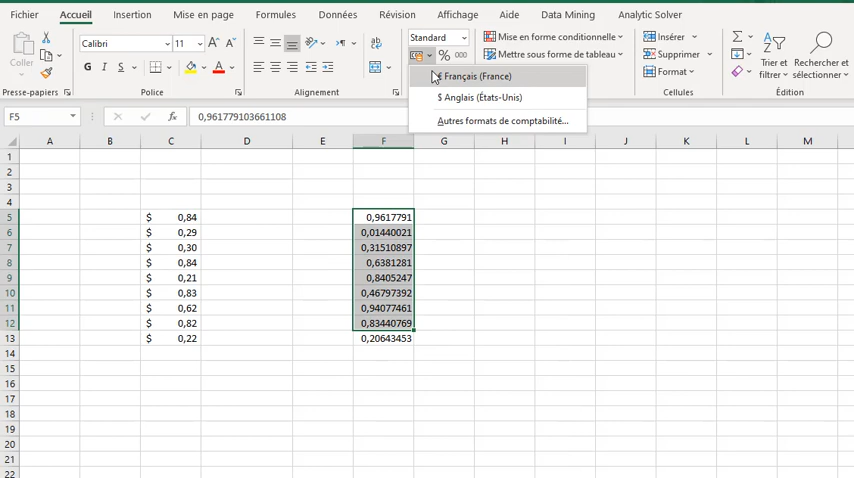 Fichier Accueil Insertion Mise en page Formules Données Révision Affichage Aide Data Mining Analytic Solver
Coller
Calibri 11 A A
G I S A
ab
Standard
% 000
Mise en forme conditionnelle
Mettre sous forme de tableau
Insérer
Supprimer
Format
Σ
Trier et
filtrer
Rechercher et
sélectionner
€ Français (France)
$ Anglais (États-Unis)
Autres formats de comptabilité...
Presse-papiers Police Alignement Cellules Édition
F5 fx 0,961779103661108
A B C D E F G H I J K L M
1
2
3
4
5 $ 0,84 0,9617791
6 $ 0,29 0,01440021
7 $ 0,30 0,31510897
8 $ 0,84 0,6381281
9 $ 0,21 0,8405247
10 $ 0,83 0,46797392
11 $ 0,62 0,94077461
12 $ 0,82 0,83440769
13 $ 0,22 0,20643453
14
15
16
17
18
19
20
21
22